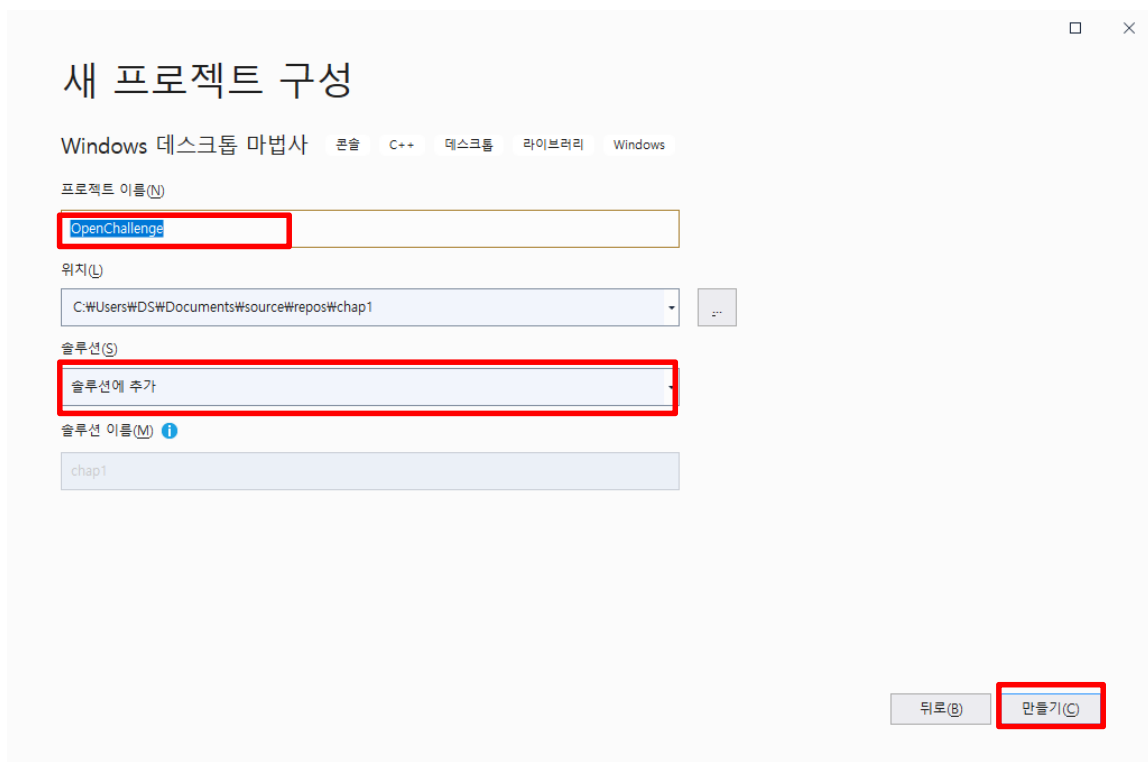 새 프로젝트 구성
Windows 데스크톱 마법사 콘솔 C++ 데스크톱 라이브러리 Windows
프로젝트 이름(N)
OpenChallenge
위치(L)
C:₩Users₩DS₩Documents₩source₩repos₩chap1
...
솔루션(S)
솔루션에 추가
솔루션 이름(M) i
chap1
뒤로(B) 만들기(C)